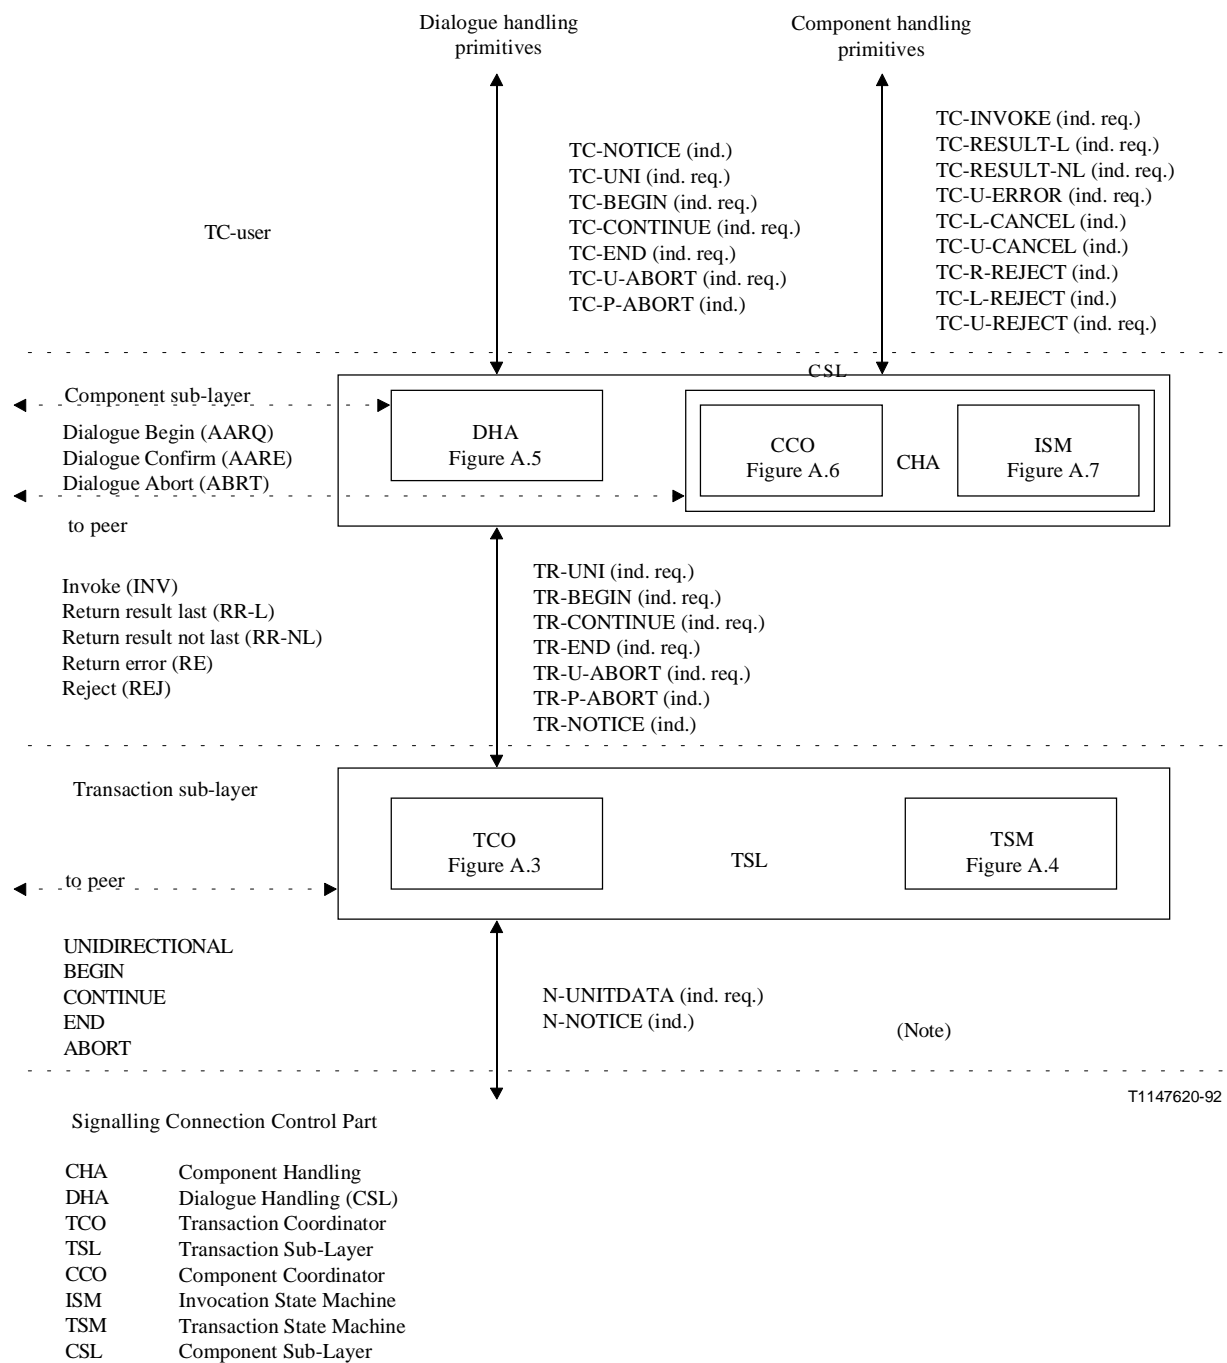 Dialogue handling
primitives
Component handling
primitives
TC-INVOKE (ind. req.)
TC-RESULT-L (ind. req.)
TC-RESULT-NL (ind. req.)
TC-U-ERROR (ind. req.)
TC-L-CANCEL (ind.)
TC-U-CANCEL (ind.)
TC-R-REJECT (ind.)
TC-L-REJECT (ind.)
TC-U-REJECT (ind. req.)
TC-NOTICE (ind.)
TC-UNI (ind. req.)
TC-BEGIN (ind. req.)
TC-CONTINUE (ind. req.)
TC-END (ind. req.)
TC-U-ABORT (ind. req.)
TC-P-ABORT (ind.)
TC-user
CSL
Component sub-layer
Dialogue Begin (AARQ)
Dialogue Confirm (AARE)
Dialogue Abort (ABRT)
to peer
DHA
Figure A.5
CCO
Figure A.6
CHA
ISM
Figure A.7
Invoke (INV)
Return result last (RR-L)
Return result not last (RR-NL)
Return error (RE)
Reject (REJ)
TR-UNI (ind. req.)
TR-BEGIN (ind. req.)
TR-CONTINUE (ind. req.)
TR-END (ind. req.)
TR-U-ABORT (ind. req.)
TR-P-ABORT (ind.)
TR-NOTICE (ind.)
Transaction sub-layer
TCO
Figure A.3
TSL
TSM
Figure A.4
to peer
UNIDIRECTIONAL
BEGIN
CONTINUE
END
ABORT
N-UNITDATA (ind. req.)
N-NOTICE (ind.)
(Note)
T1147620-92
Signalling Connection Control Part
CHA Component Handling
DHA Dialogue Handling (CSL)
TCO Transaction Coordinator
TSL Transaction Sub-Layer
CCO Component Coordinator
ISM Invocation State Machine
TSM Transaction State Machine
CSL Component Sub-Layer